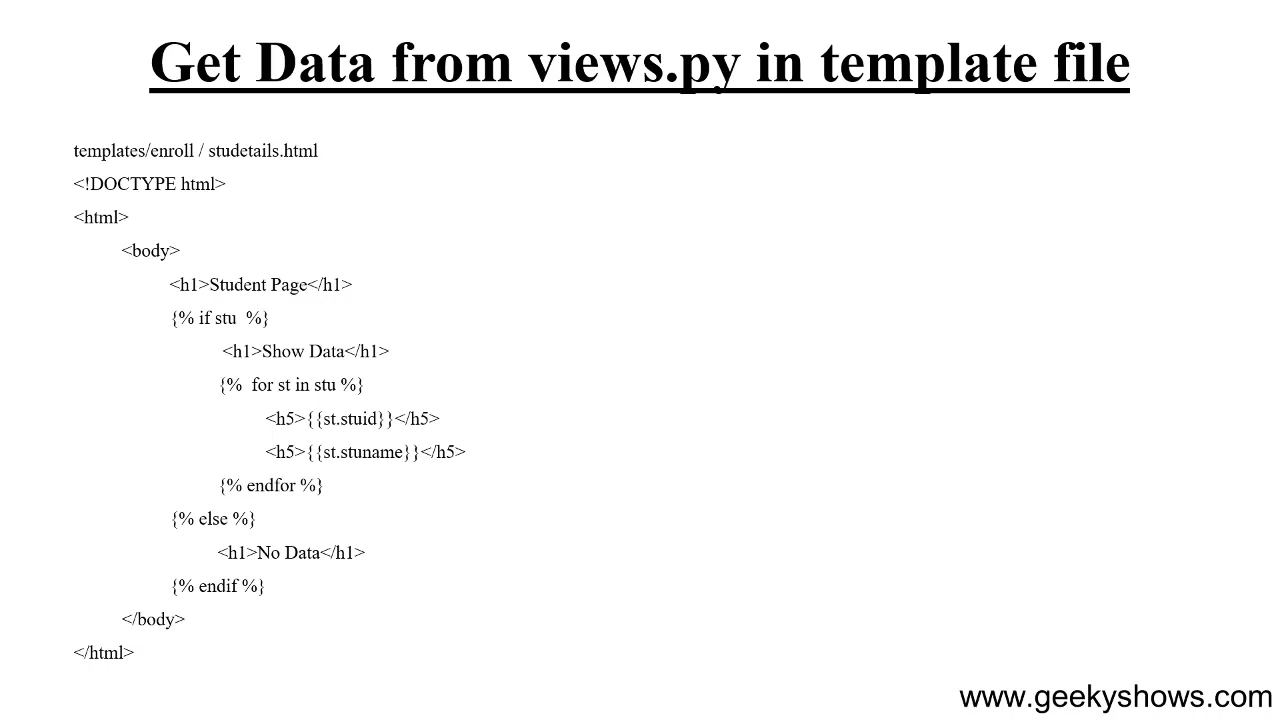 Get Data from views.py in template file
templates/enroll / studetails.html
<!DOCTYPE html>
<html>
<body>
<h1>Student Page</h1>
{% if stu  %}
<h1>Show Data</h1>
{%  for st in stu %}
<h5>{{st.stuid}}</h5>
<h5>{{st.stuname}}</h5>
{% endfor %}
{% else %}
<h1>No Data</h1>
{% endif %}
</body>
</html>
www.geekyshows.com